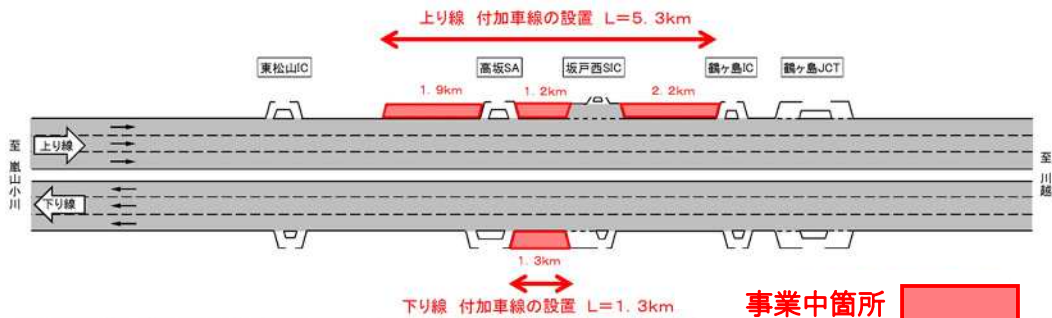 上り線 付加車線の設置 L=5.3km
東松山IC
高坂SA
坂戸西SIC
鶴ヶ島IC
鶴ヶ島JCT
1.9km
1.2km
2.2km
至 嵐山小川
上り線
至 川越
下り線
1.3km
下り線 付加車線の設置 L=1.3km
事業中箇所